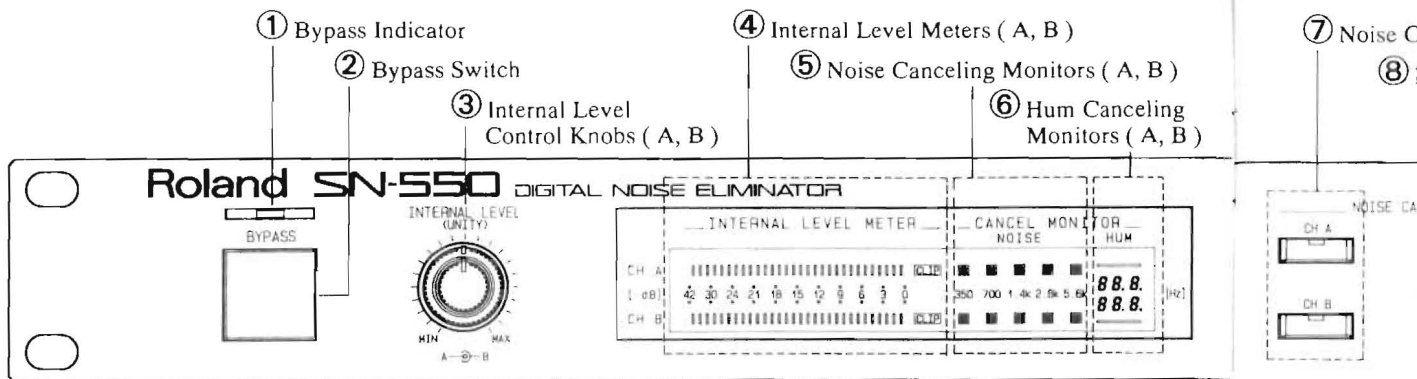 ① Bypass Indicator
② Bypass Switch
③ Internal Level
Control Knobs ( A, B )
④ Internal Level Meters ( A, B )
⑤ Noise Canceling Monitors ( A, B )
⑥ Hum Canceling
Monitors ( A, B )
⑦ Noise C
⑧
Roland SN-550 DIGITAL NOISE ELIMINATOR
BYPASS
INTERNAL LEVEL
(UNITY)
MIN MAX
A B
INTERNAL LEVEL METER
CANCEL MONITOR
NOISE HUM
CH A CLIP
[ dB] 42 30 24 21 18 15 12 9 6 3 0
CH B CLIP
350 700 1.4k 2.8k 5.6k
88.8.
88.8.
[Hz]
NOISE CA
CH A
CH B